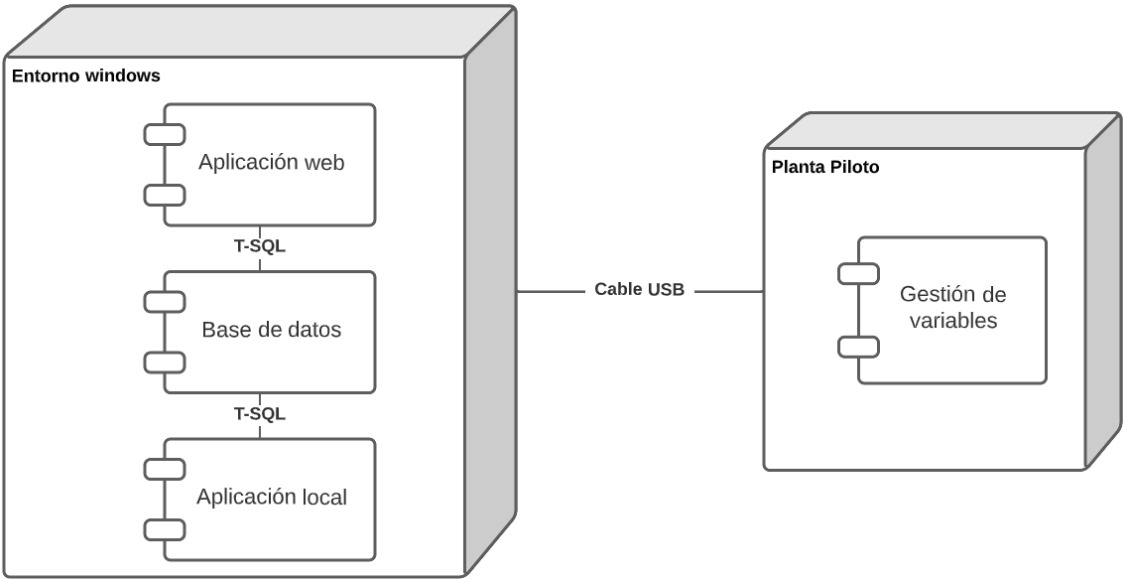 Entorno windows
Aplicación web
T-SQL
Base de datos
T-SQL
Aplicación local
Cable USB
Planta Piloto
Gestión de
variables